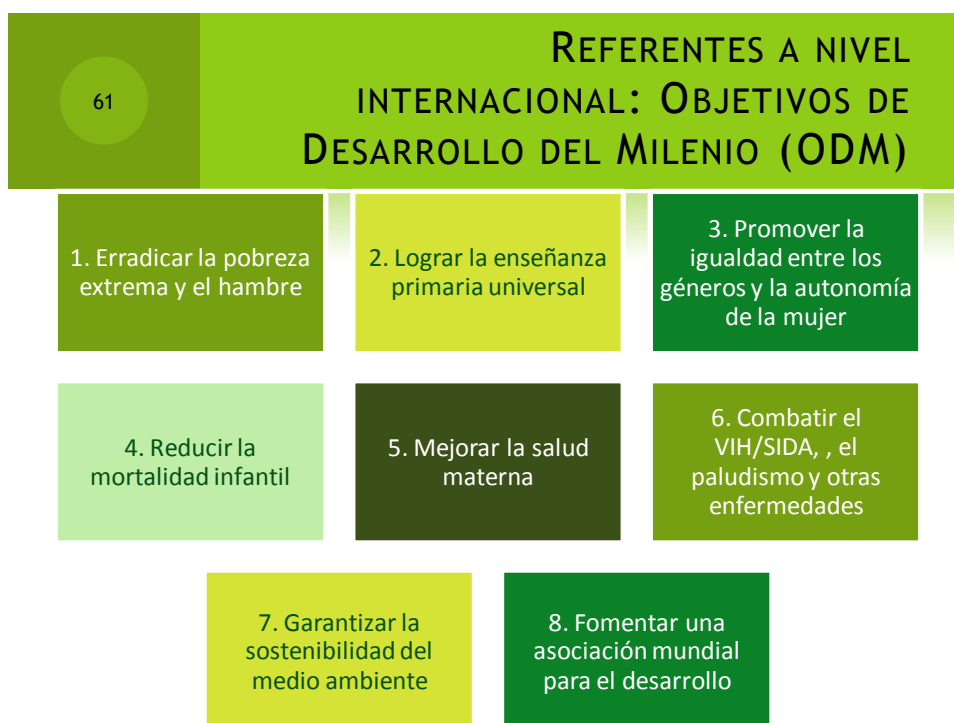 61
REFERENTES A NIVEL
INTERNACIONAL: OBJETIVOS DE
DESARROLLO DEL MILENIO (ODM)
1. Erradicar la pobreza
extrema y el hambre
2. Lograr la enseñanza
primaria universal
3. Promover la
igualdad entre los
géneros y la autonomía
de la mujer
4. Reducir la
mortalidad infantil
5. Mejorar la salud
materna
6. Combatir el
VIH/SIDA, , el
paludismo y otras
enfermedades
7. Garantizar la
sostenibilidad del
medio ambiente
8. Fomentar una
asociación mundial
para el desarrollo